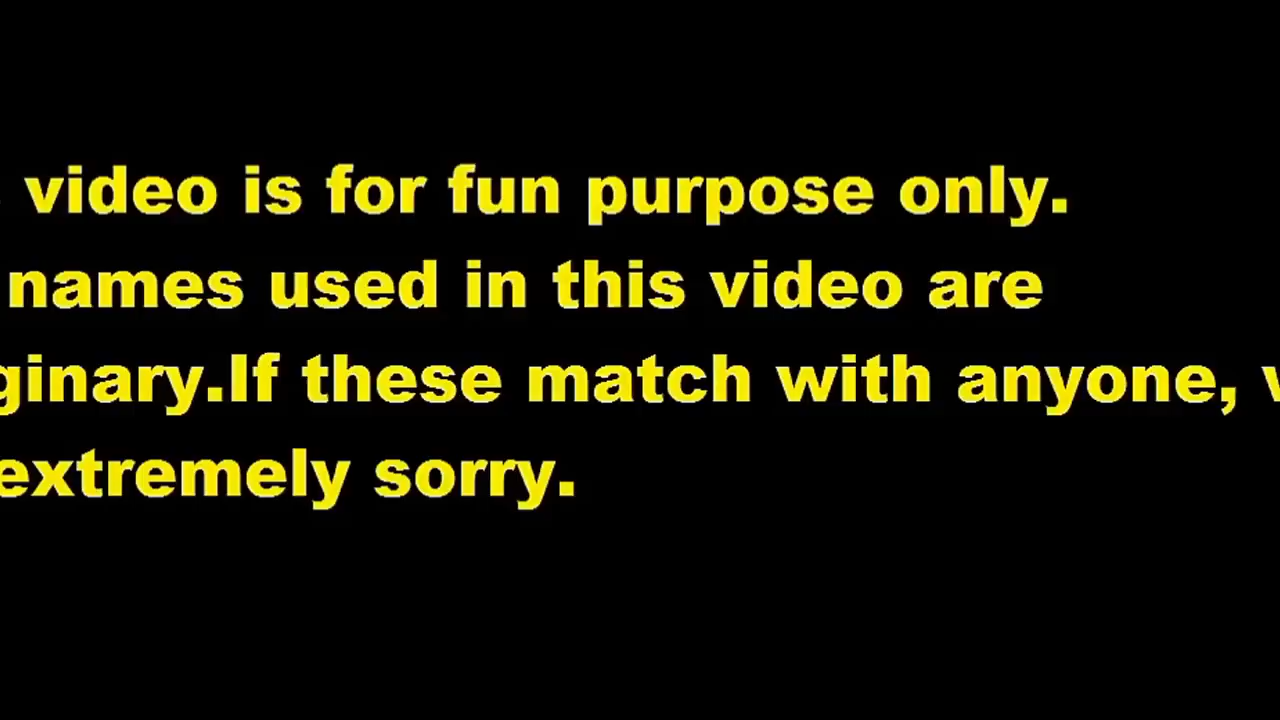 video is for fun purpose only.
names used in this video are
ginary.If these match with anyone,
extremely sorry.